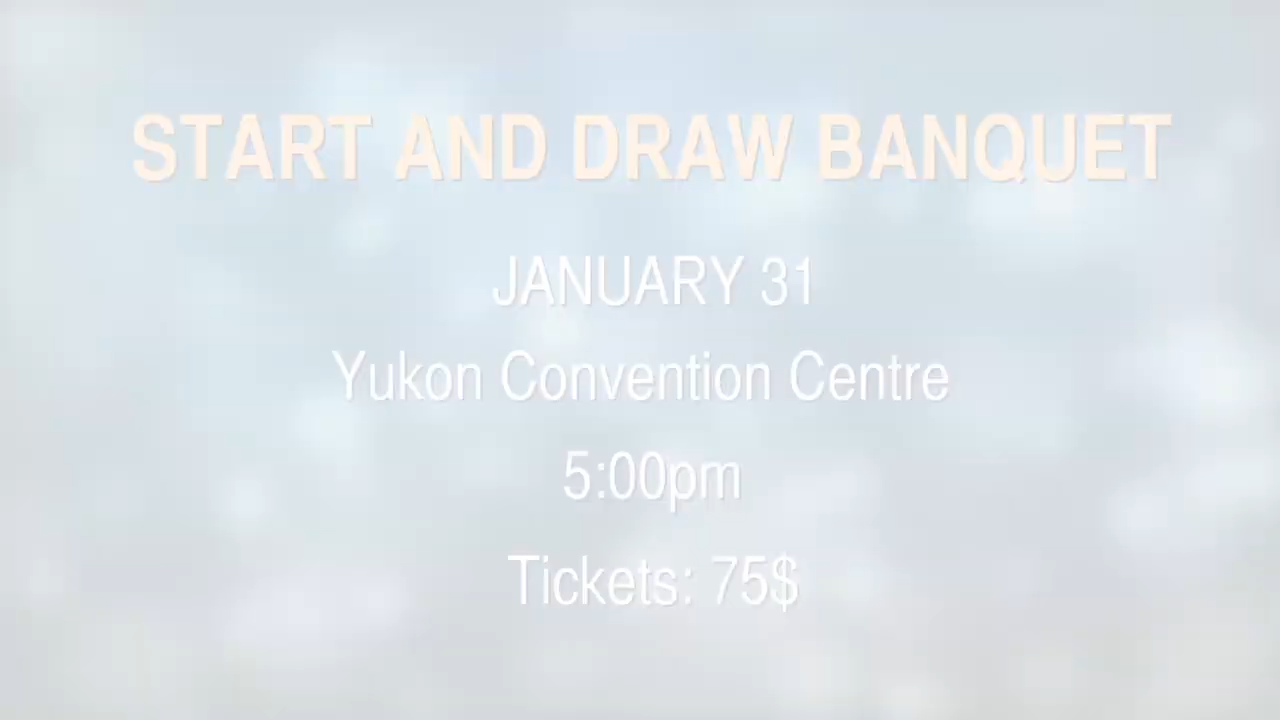 START AND DRAW BANQUET
JANUARY 31
Yukon Convention Centre
5:00pm
Tickets: 75$